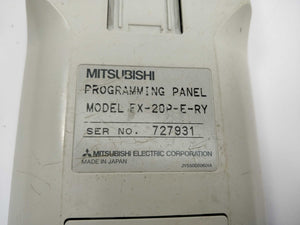 MITSUBISHI
PROGRAMMING PANEL
MODEL FX-20P-E-RY
SER NO. 727931
MITSUBISHI ELECTRIC CORPORATION
MADE IN JAPAN